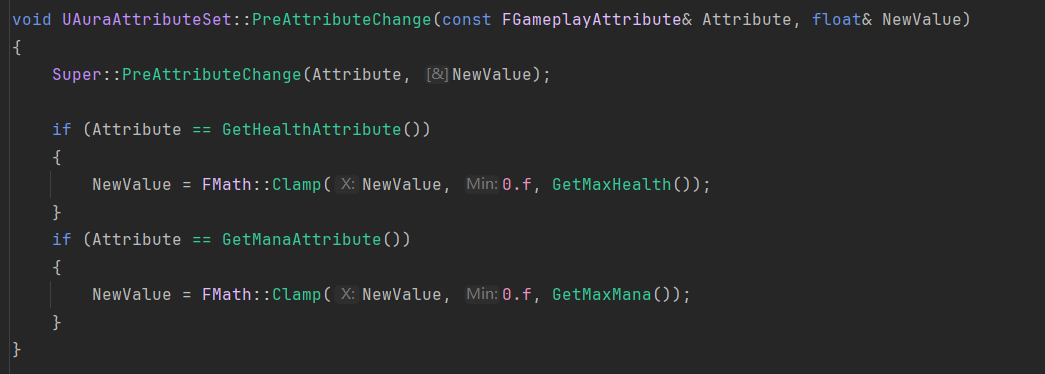 void UAuraAttributeSet::PreAttributeChange(const FGameplayAttribute& Attribute, float& NewValue)
{
    Super::PreAttributeChange(Attribute, [&]NewValue);

    if (Attribute == GetHealthAttribute())
    {
        NewValue = FMath::Clamp( X: NewValue, Min: 0.f, GetMaxHealth());
    }
    if (Attribute == GetManaAttribute())
    {
        NewValue = FMath::Clamp( X: NewValue, Min: 0.f, GetMaxMana());
    }
}